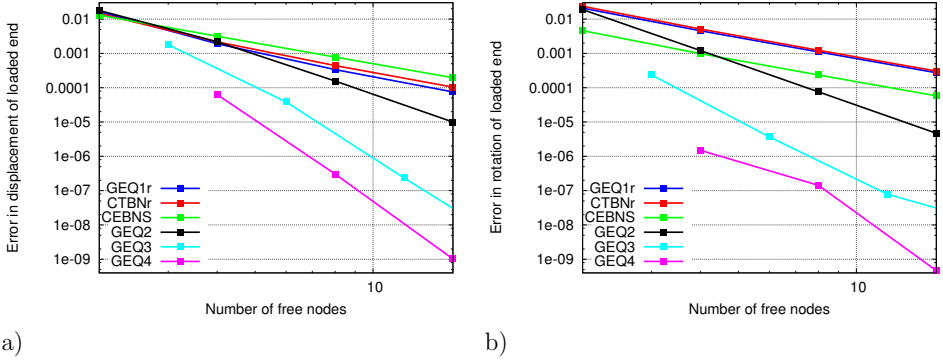 Error in displacement of loaded end
0.01
0.001
0.0001
1e-05
1e-06
1e-07
1e-08
1e-09
GEQ1r
CTBNr
CEBNS
GEQ2
GEQ3
GEQ4
10
Number of free nodes
a)
Error in rotation of loaded end
0.01
0.001
0.0001
1e-05
1e-06
1e-07
1e-08
1e-09
GEQ1r
CTBNr
CEBNS
GEQ2
GEQ3
GEQ4
10
Number of free nodes
b)